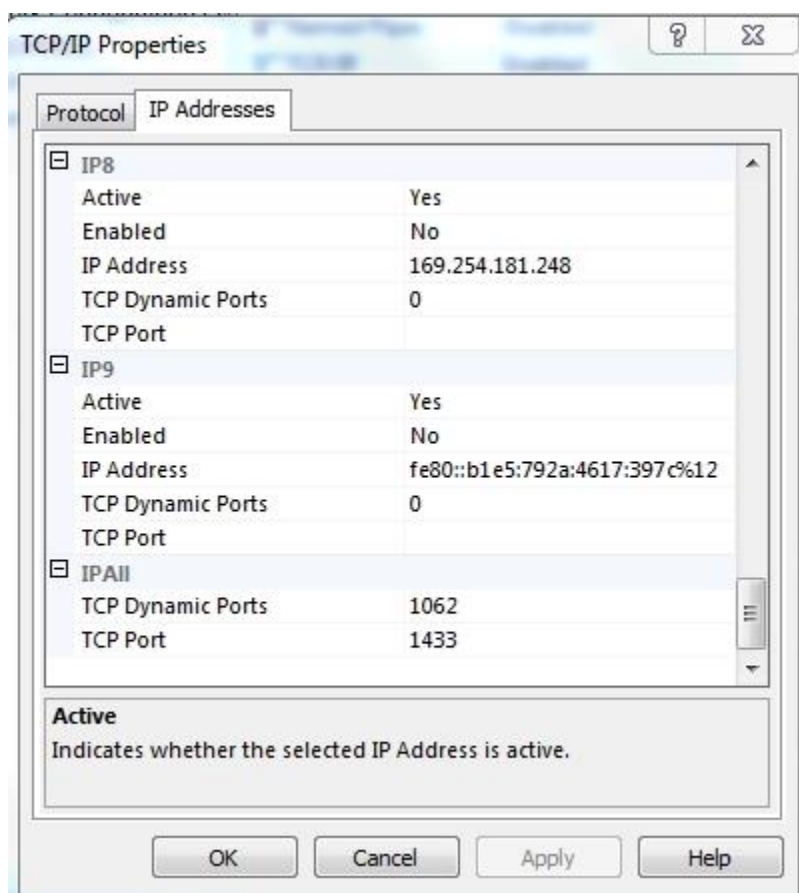 TCP/IP Properties
Protocol IP Addresses
IP8
Active Yes
Enabled No
IP Address 169.254.181.248
TCP Dynamic Ports 0
TCP Port
IP9
Active Yes
Enabled No
IP Address fe80::b1e5:792a:4617:397c%12
TCP Dynamic Ports 0
TCP Port
IPAll
TCP Dynamic Ports 1062
TCP Port 1433
Active
Indicates whether the selected IP Address is active.
OK Cancel Apply Help